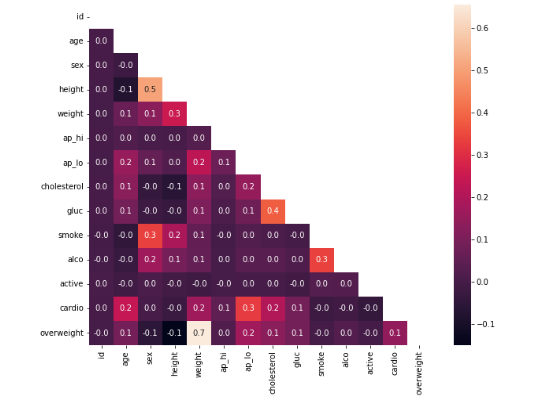 id
age 0.0
sex 0.0 -0.0
height 0.0 -0.1 0.5
weight 0.0 0.1 0.1 0.3
ap_hi 0.0 0.0 0.0 0.0 0.0
ap_lo 0.0 0.2 0.1 0.0 0.2 0.1
cholesterol 0.0 0.1 -0.0 -0.1 0.1 0.0 0.2
gluc 0.0 0.1 -0.0 -0.0 0.1 0.0 0.1 0.4
smoke -0.0 -0.0 0.3 0.2 0.1 -0.0 0.0 0.0 -0.0
alco -0.0 -0.0 0.2 0.1 0.1 0.0 0.0 0.0 0.0 0.3
active -0.0 -0.0 0.0 -0.0 -0.0 -0.0 0.0 0.0 -0.0 0.0 0.0
cardio 0.0 0.2 0.0 -0.0 0.2 0.1 0.3 0.2 0.1 -0.0 -0.0 -0.0
overweight -0.0 0.1 -0.1 -0.1 0.7 0.0 0.2 0.1 0.1 -0.0 0.0 -0.0 0.1
id age sex height weight ap_hi ap_lo cholesterol gluc smoke alco active cardio overweight
0.6
0.5
0.4
0.3
0.2
0.1
0.0
−0.1